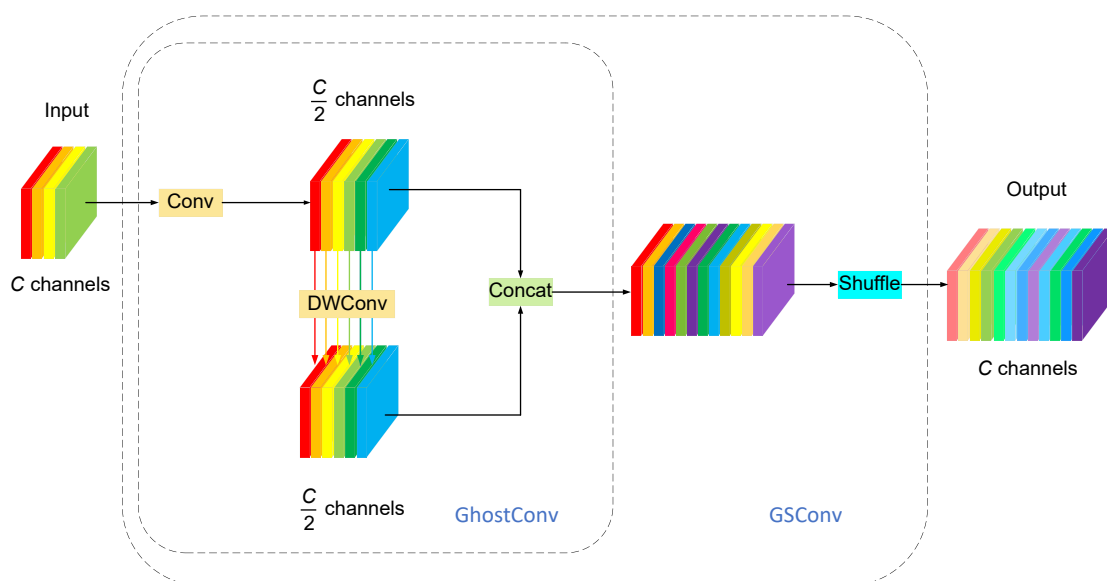 Input
C channels
Conv
C/2 channels
DWConv
C/2 channels
Concat
GhostConv
Shuffle
GSConv
Output
C channels